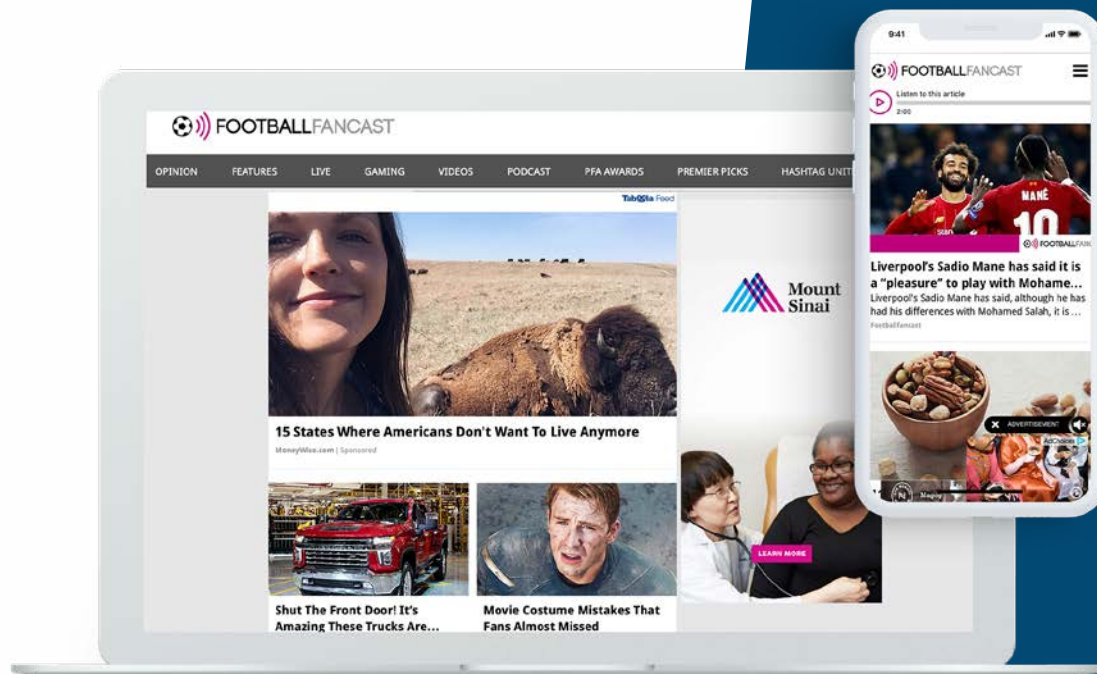 FOOTBALLFANCAST
OPINION FEATURES LIVE GAMING VIDEOS PODCAST PFA AWARDS PREMIER PICKS HASHTAG UNIT
Taboola Feed
15 States Where Americans Don't Want To Live Anymore
MoneyWise.com | Sponsored
Shut The Front Door! It's
Amazing These Trucks Are...
Movie Costume Mistakes That
Fans Almost Missed
Mount
Sinai
LEARN MORE
9:41
FOOTBALLFANCAST
Listen to this article
2:00
MANÉ
10
FOOTBALLFAN
Liverpool's Sadio Mane has said it is
a "pleasure" to play with Mohame...
Liverpool's Sadio Mane has said, although he has
had his differences with Mohamed Salah, it is ...
Footballfancast
X ADVERTISEMENT
AdChoices